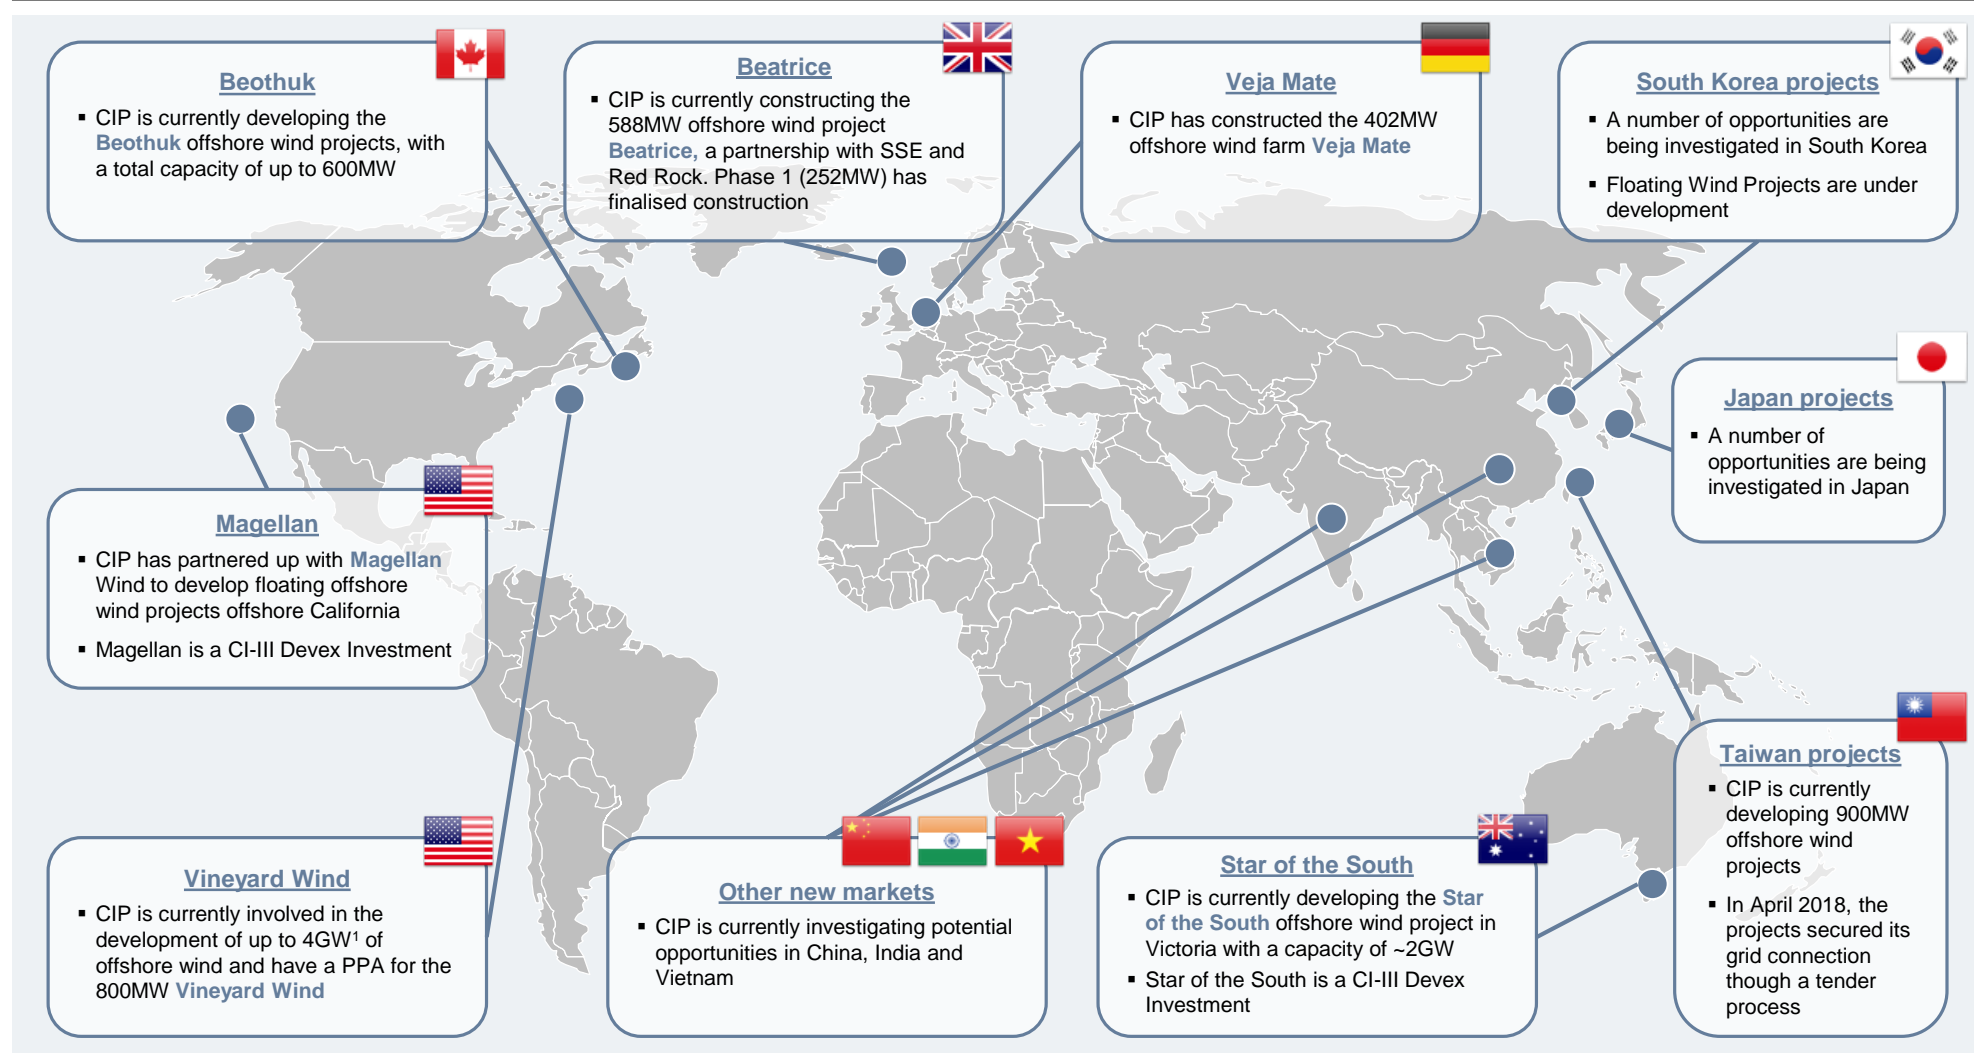 Beothuk
▪ CIP is currently developing the
Beothuk offshore wind projects, with
a total capacity of up to 600MW
Beatrice
▪ CIP is currently constructing the
588MW offshore wind project
Beatrice, a partnership with SSE and
Red Rock. Phase 1 (252MW) has
finalised construction
Veja Mate
▪ CIP has constructed the 402MW
offshore wind farm Veja Mate
South Korea projects
▪ A number of opportunities are
being investigated in South Korea
▪ Floating Wind Projects are under
development
Japan projects
▪ A number of
opportunities are being
investigated in Japan
Magellan
▪ CIP has partnered up with Magellan
Wind to develop floating offshore
wind projects offshore California
▪ Magellan is a CI-III Devex Investment
Vineyard Wind
▪ CIP is currently involved in the
development of up to 4GW¹ of
offshore wind and have a PPA for the
800MW Vineyard Wind
Other new markets
▪ CIP is currently investigating potential
opportunities in China, India and
Vietnam
Star of the South
▪ CIP is currently developing the Star
of the South offshore wind project in
Victoria with a capacity of ~2GW
▪ Star of the South is a CI-III Devex
Investment
Taiwan projects
▪ CIP is currently
developing 900MW
offshore wind
projects
▪ In April 2018, the
projects secured its
grid connection
though a tender
process